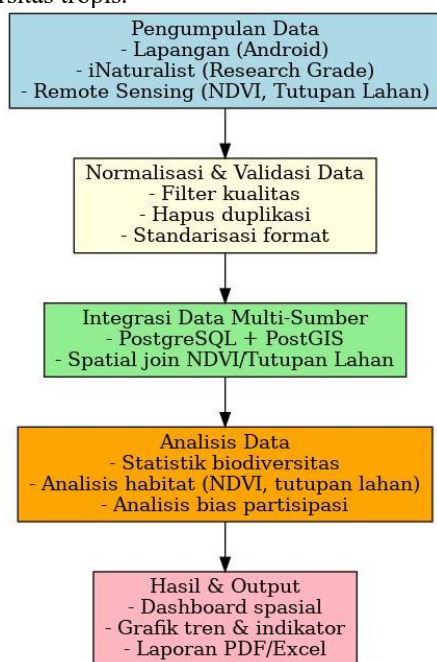 Pengumpulan Data
- Lapangan (Android)
- iNaturalist (Research Grade)
- Remote Sensing (NDVI, Tutupan Lahan)
Normalisasi & Validasi Data
- Filter kualitas
- Hapus duplikasi
- Standarisasi format
Integrasi Data Multi-Sumber
- PostgreSQL + PostGIS
- Spatial join NDVI/Tutupan Lahan
Analisis Data
- Statistik biodiversitas
- Analisis habitat (NDVI, tutupan lahan)
- Analisis bias partisipasi
Hasil & Output
- Dashboard spasial
- Grafik tren & indikator
- Laporan PDF/Excel